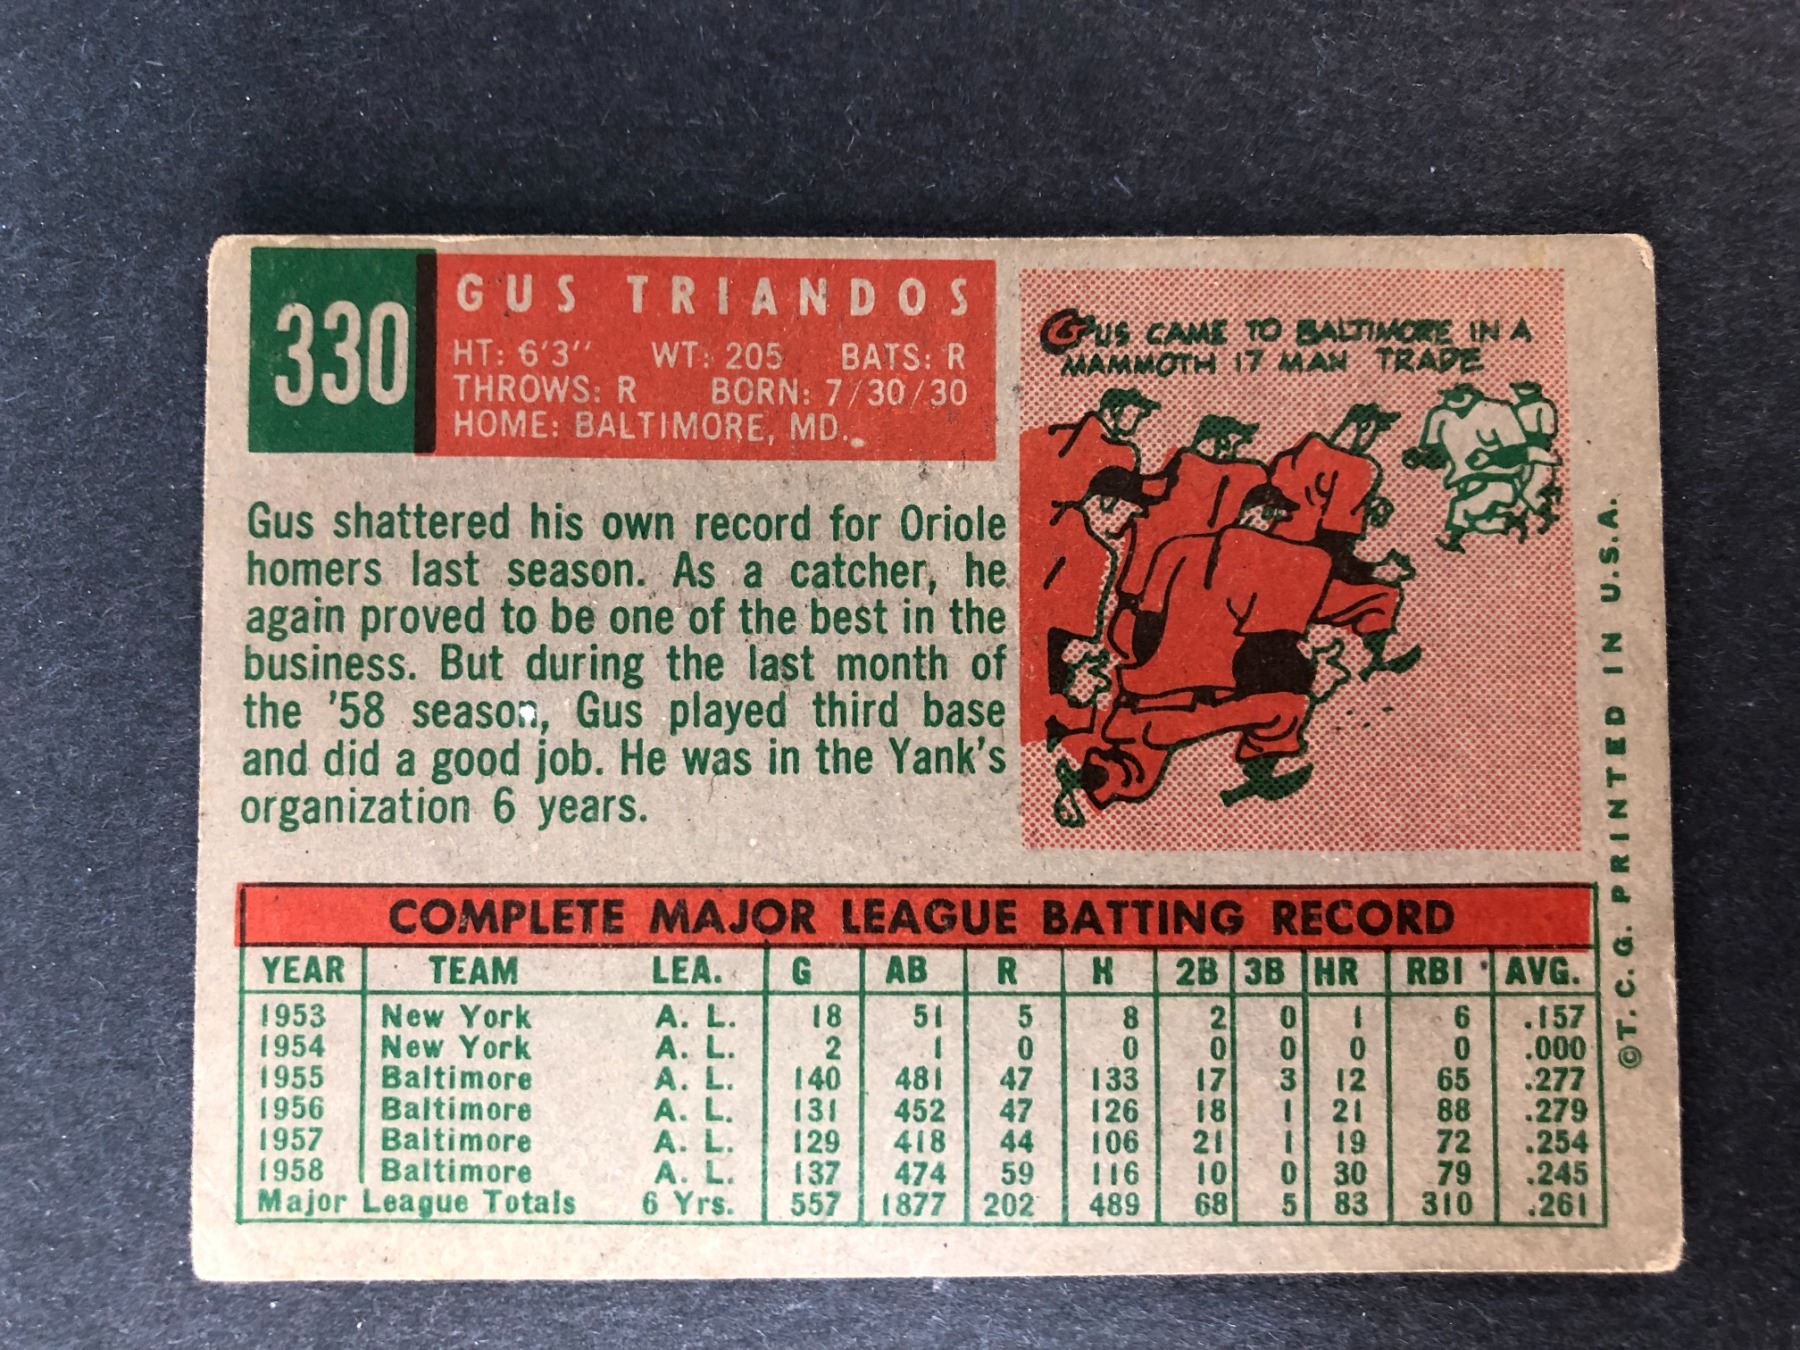 330
GUS TRIANDOS
HT: 6'3" WT: 205 BATS: R
THROWS: R BORN: 7/30/30
HOME: BALTIMORE, MD.
GUS CAME TO BALTIMORE IN A
MAMMOTH 17 MAN TRADE
Gus shattered his own record for Oriole
homers last season. As a catcher, he
again proved to be one of the best in the
business. But during the last month of
the '58 season, Gus played third base
and did a good job. He was in the Yank's
organization 6 years.
COMPLETE MAJOR LEAGUE BATTING RECORD
YEAR TEAM LEA. G AB R H 2B 3B HR RBI AVG.
1953 New York A. L. 18 51 5 8 2 0 1 6 .157
1954 New York A. L. 2 1 0 0 0 0 0 0 .000
1955 Baltimore A. L. 140 481 47 133 17 3 12 65 .277
1956 Baltimore A. L. 131 452 47 126 18 1 21 88 .279
1957 Baltimore A. L. 129 418 44 106 21 1 19 72 .254
1958 Baltimore A. L. 137 474 59 116 10 0 30 79 .245
Major League Totals 6 Yrs. 557 1877 202 489 68 5 83 310 .261
©T. C. G. PRINTED IN U.S.A.